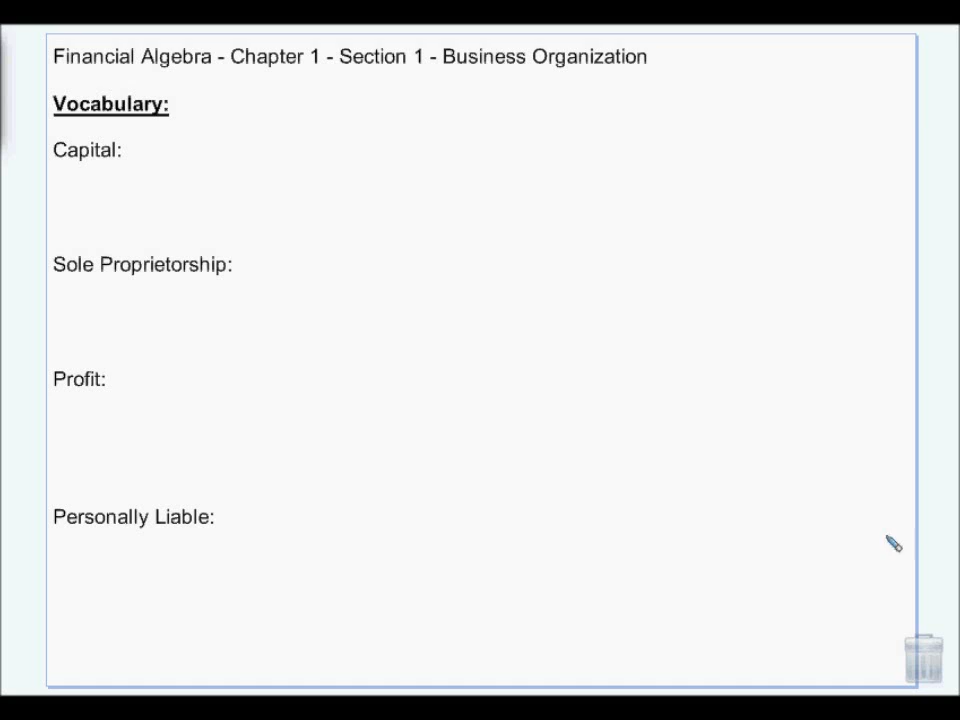 Financial Algebra - Chapter 1 - Section 1 - Business Organization
Vocabulary:
Capital:
Sole Proprietorship:
Profit:
Personally Liable: